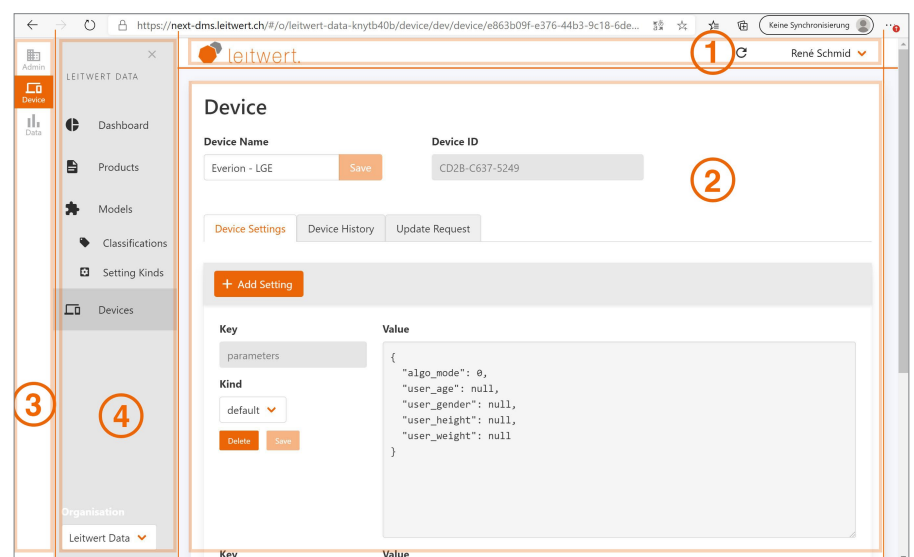 https://next-dms.leitwert.ch/#/o/leitwert-data-knytb40b/device/dev/device/e863b09f-e376-44b3-9c18-6de...
Keine Synchronisierung
Admin
Device
Data
LEITWERT DATA
Dashboard
Products
Models
Classifications
Setting Kinds
Devices
Organisation
Leitwert Data
leitwert.
1
René Schmid
Device
Device Name
Device ID
Everion - LGE
Save
CD2B-C637-5249
2
Device Settings
Device History
Update Request
+ Add Setting
Key
Value
parameters
Kind
default
Delete
Save
{
"algo_mode": 0,
"user_age": null,
"user_gender": null,
"user_height": null,
"user_weight": null
}
3
4
Key
Value